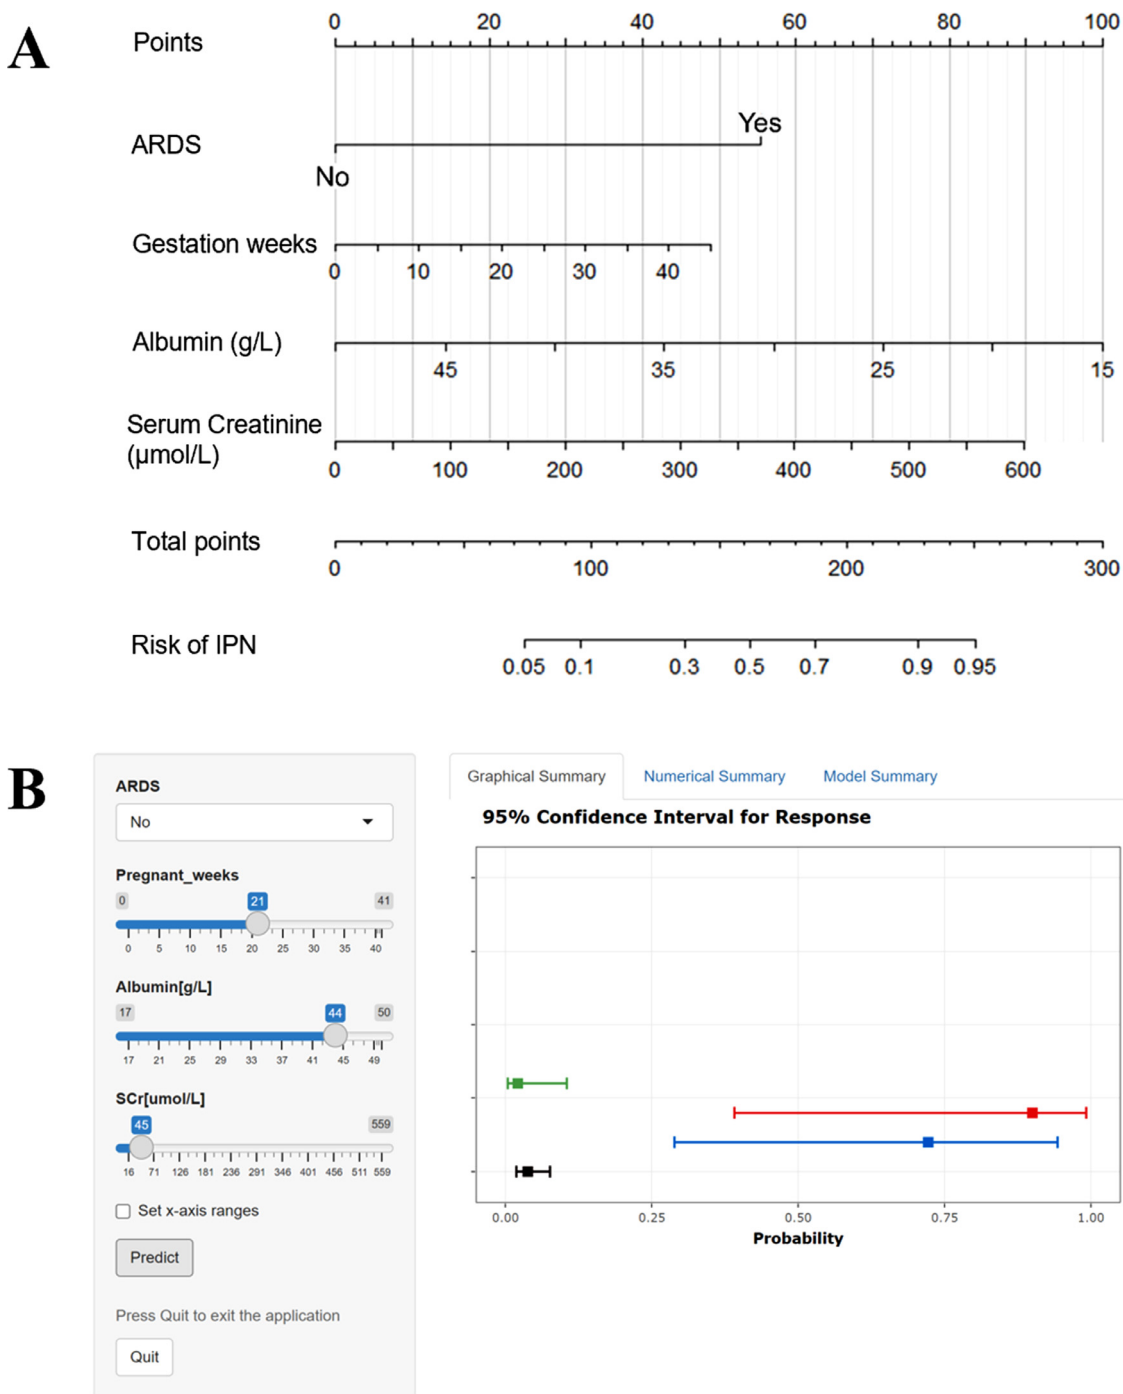 A
Points
0 20 40 60 80 100
ARDS
Yes
No
Gestation weeks
0 10 20 30 40
Albumin (g/L)
45 35 25 15
Serum Creatinine
(μmol/L)
0 100 200 300 400 500 600
Total points
0 100 200 300
Risk of IPN
0.05 0.1 0.3 0.5 0.7 0.9 0.95
B
ARDS
No
Pregnant_weeks
0 21 41
0 5 10 15 20 25 30 35 40
Albumin[g/L]
17 44 50
17 21 25 29 33 37 41 45 49
SCr[umol/L]
45 559
16 71 126 181 236 291 346 401 456 511 559
Set x-axis ranges
Predict
Press Quit to exit the application
Quit
Graphical Summary Numerical Summary Model Summary
95% Confidence Interval for Response
0.00 0.25 0.50 0.75 1.00
Probability